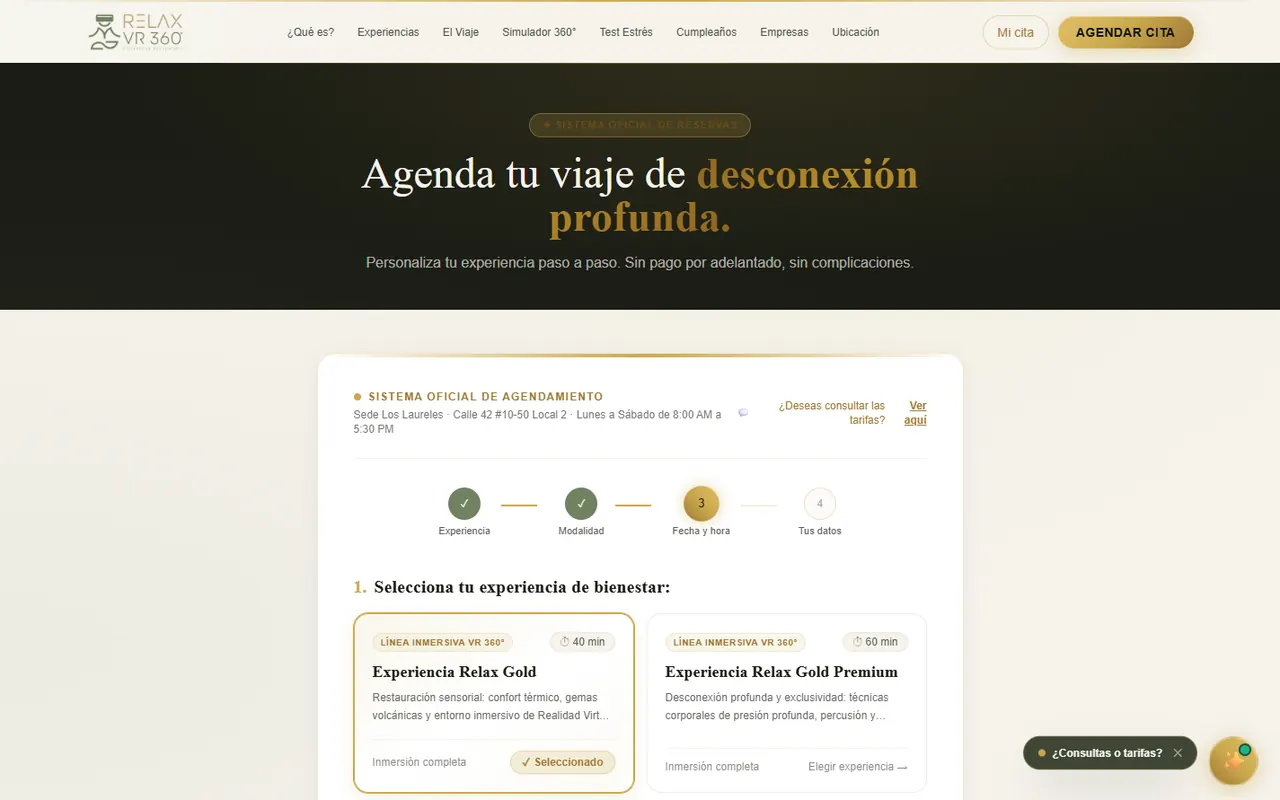 RELAX
VR 360°
¿Qué es?
Experiencias
El Viaje
Simulador 360°
Test Estrés
Cumpleaños
Empresas
Ubicación
Mi cita
AGENDAR CITA
SISTEMA OFICIAL DE RESERVAS
Agenda tu viaje de desconexión
profunda.
Personaliza tu experiencia paso a paso. Sin pago por adelantado, sin complicaciones.
SISTEMA OFICIAL DE AGENDAMIENTO
Sede Los Laureles · Calle 42 #10-50 Local 2 · Lunes a Sábado de 8:00 AM a
5:30 PM
¿Deseas consultar las
tarifas?
Ver
aquí
✓
✓
3
4
Experiencia
Modalidad
Fecha y hora
Tus datos
1. Selecciona tu experiencia de bienestar:
LÍNEA INMERSIVA VR 360°
⏱ 40 min
Experiencia Relax Gold
Restauración sensorial: confort térmico, gemas
volcánicas y entorno inmersivo de Realidad Virt...
Inmersión completa
✓ Seleccionado
LÍNEA INMERSIVA VR 360°
⏱ 60 min
Experiencia Relax Gold Premium
Desconexión profunda y exclusividad: técnicas
corporales de presión profunda, percusión y...
Inmersión completa
Elegir experiencia →
¿Consultas o tarifas? ×